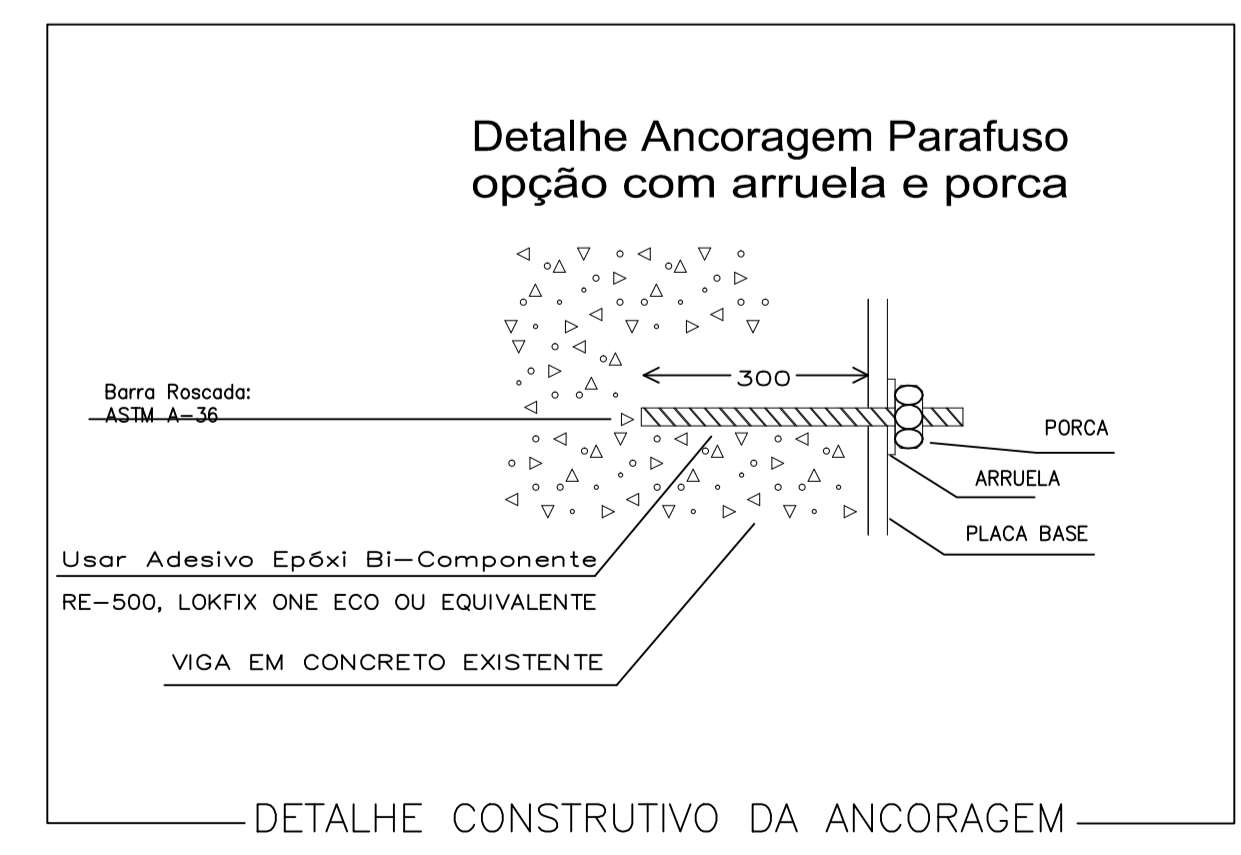 Detalhe Ancoragem Parafuso
opção com arruela e porca
300
Barra Roscada:
ASTM A-36
PORCA
ARRUELA
PLACA BASE
Usar Adesivo Epóxi Bi-Componente
RE-500, LOKFIX ONE ECO OU EQUIVALENTE
VIGA EM CONCRETO EXISTENTE
DETALHE CONSTRUTIVO DA ANCORAGEM